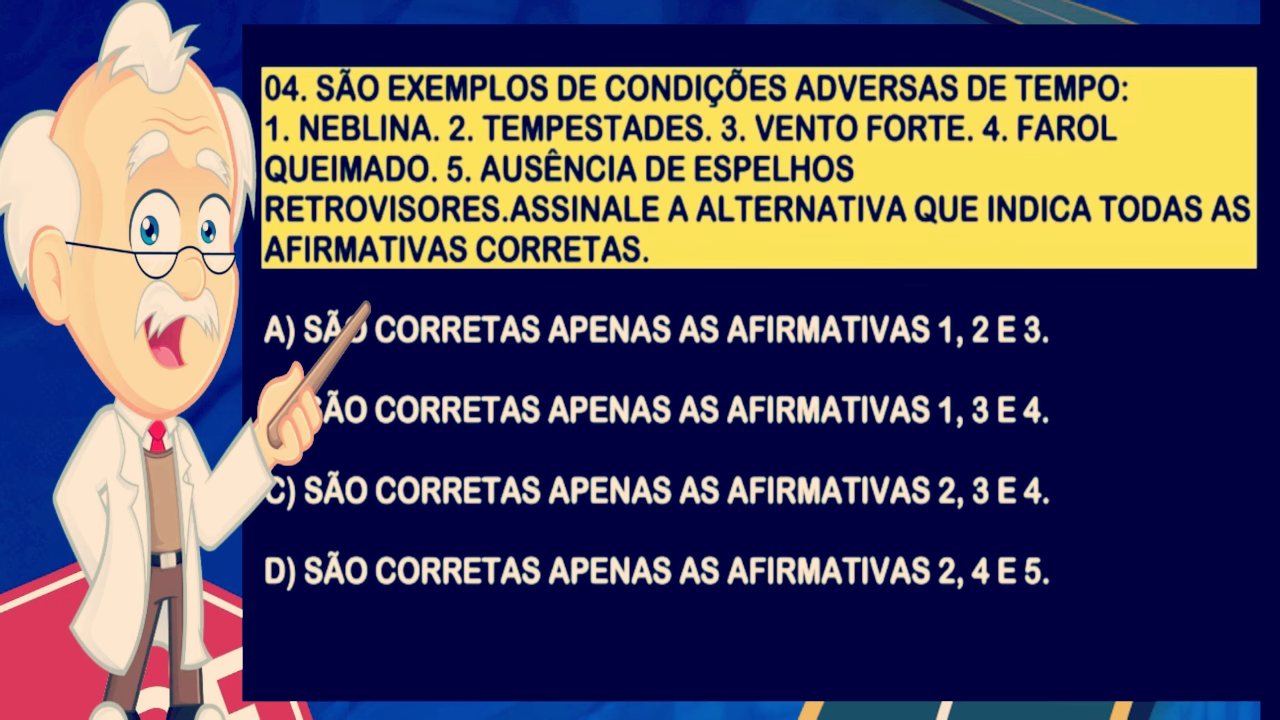 04. SÃO EXEMPLOS DE CONDIÇÕES ADVERSAS DE TEMPO:
1. NEBLINA. 2. TEMPESTADES. 3. VENTO FORTE. 4. FAROL
QUEIMADO. 5. AUSÊNCIA DE ESPELHOS
RETROVISORES.ASSINALE A ALTERNATIVA QUE INDICA TODAS AS
AFIRMATIVAS CORRETAS.
A) SÃO CORRETAS APENAS AS AFIRMATIVAS 1, 2 E 3.
SÃO CORRETAS APENAS AS AFIRMATIVAS 1, 3 E 4.
C) SÃO CORRETAS APENAS AS AFIRMATIVAS 2, 3 E 4.
D) SÃO CORRETAS APENAS AS AFIRMATIVAS 2, 4 E 5.